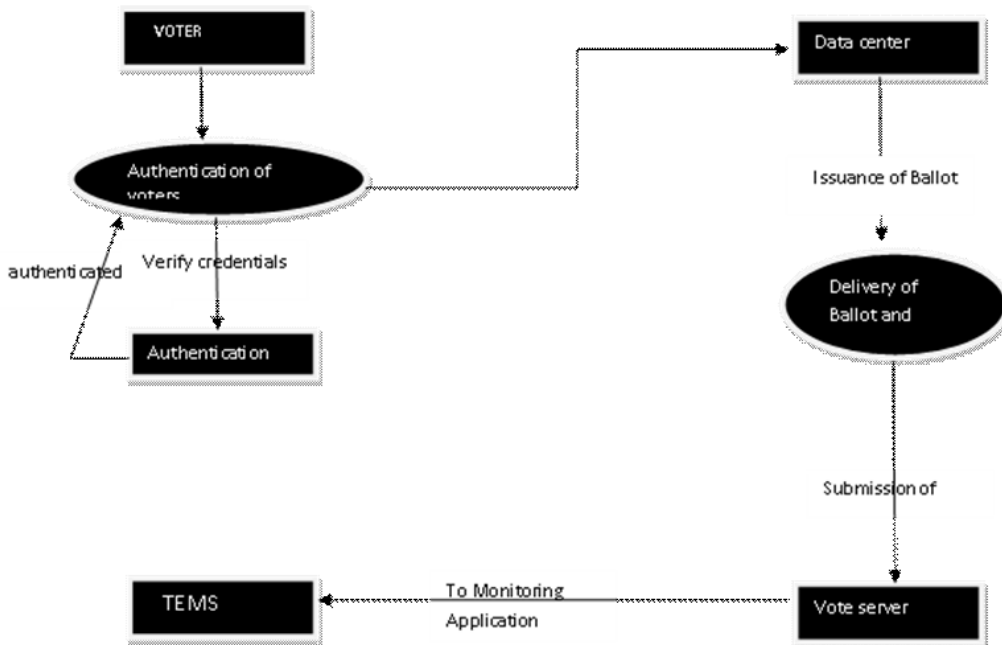 VOTER
Data center
Authentication of
voters
Issuance of Ballot
authenticated
Verify credentials
Delivery of
Ballot and
Authentication
Submission of
TEMS
To Monitoring
Application
Vote server